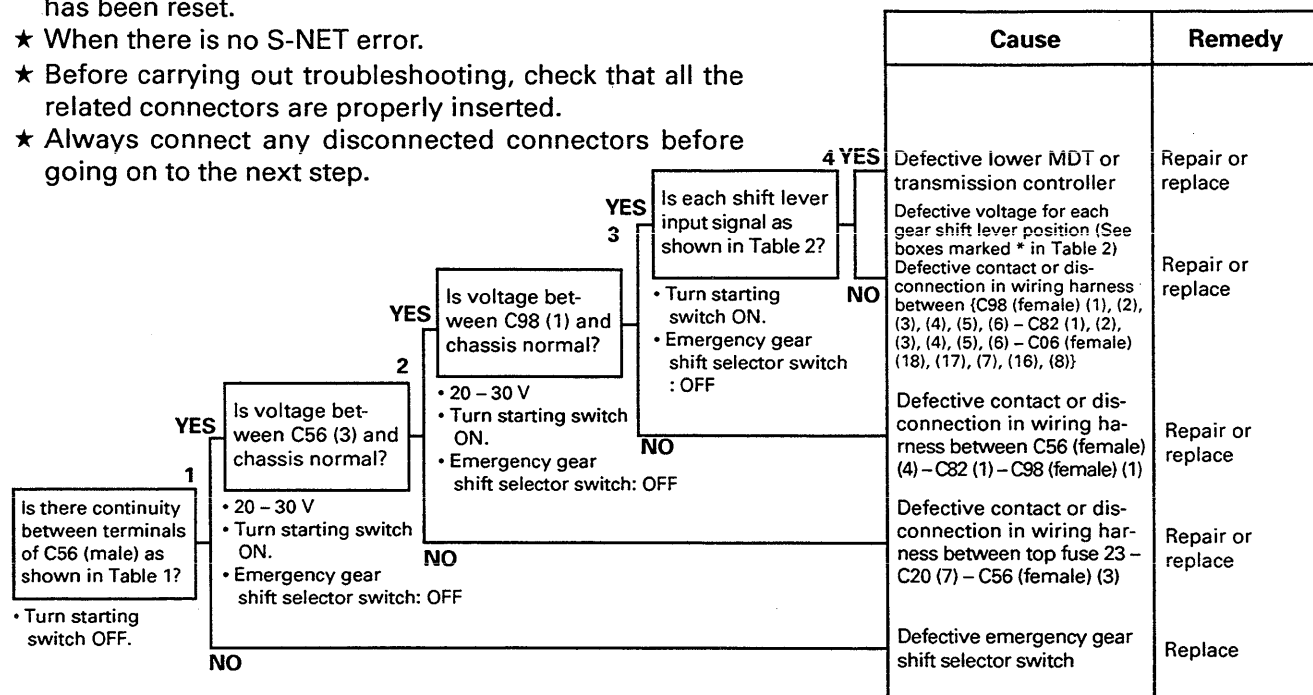 has been reset.
★ When there is no S-NET error.
★ Before carrying out troubleshooting, check that all the
related connectors are properly inserted.
★ Always connect any disconnected connectors before
going on to the next step.
1
Is there continuity
between terminals
of C56 (male) as
shown in Table 1?
• Turn starting
switch OFF.
YES
NO
2
Is voltage bet-
ween C56 (3) and
chassis normal?
• 20 – 30 V
• Turn starting switch
ON.
• Emergency gear
shift selector switch: OFF
YES
NO
Is voltage bet-
ween C98 (1) and
chassis normal?
• 20 – 30 V
• Turn starting switch
ON.
• Emergency gear
shift selector switch: OFF
YES
3
NO
Is each shift lever
input signal as
shown in Table 2?
• Turn starting
switch ON.
• Emergency gear
shift selector switch
: OFF
4 YES
NO
Cause
Remedy
Defective lower MDT or
transmission controller
Repair or
replace
Defective voltage for each
gear shift lever position (See
boxes marked * in Table 2)
Defective contact or dis-
connection in wiring harness
between {C98 (female) (1), (2),
(3), (4), (5), (6) – C82 (1), (2),
(3), (4), (5), (6) – C06 (female)
(18), (17), (7), (16), (8)}
Repair or
replace
Defective contact or dis-
connection in wiring ha-
rness between C56 (female)
(4) – C82 (1) – C98 (female) (1)
Repair or
replace
Defective contact or dis-
connection in wiring har-
ness between top fuse 23 –
C20 (7) – C56 (female) (3)
Repair or
replace
Defective emergency gear
shift selector switch
Replace